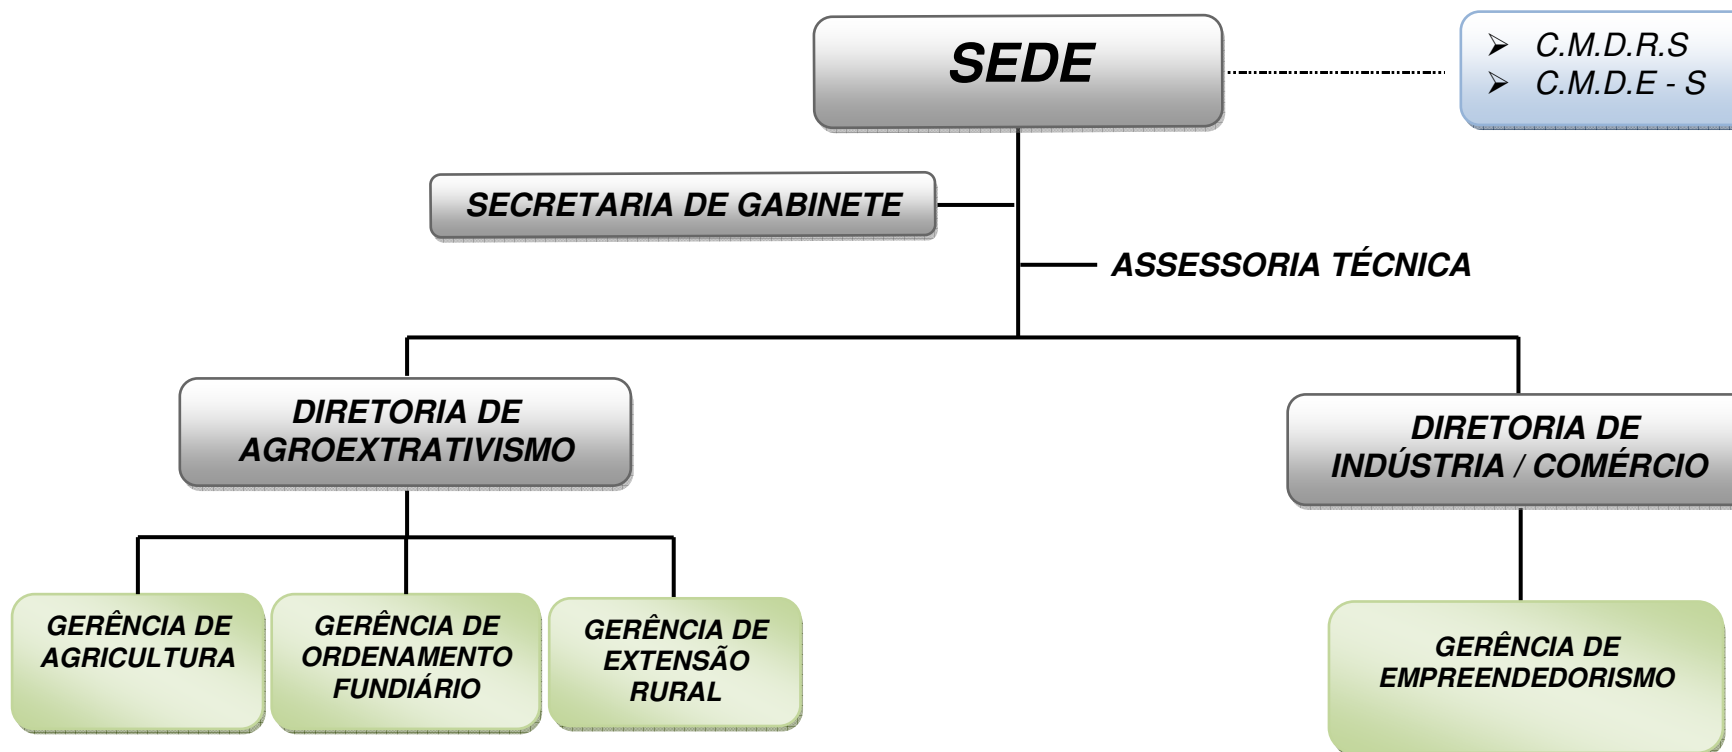 SEDE
➢ C.M.D.R.S
➢ C.M.D.E - S
SECRETARIA DE GABINETE
ASSESSORIA TÉCNICA
DIRETORIA DE
AGROEXTRATIVISMO
DIRETORIA DE
INDÚSTRIA / COMÉRCIO
GERÊNCIA DE
AGRICULTURA
GERÊNCIA DE
ORDENAMENTO
FUNDIÁRIO
GERÊNCIA DE
EXTENSÃO
RURAL
GERÊNCIA DE
EMPREENDEDORISMO